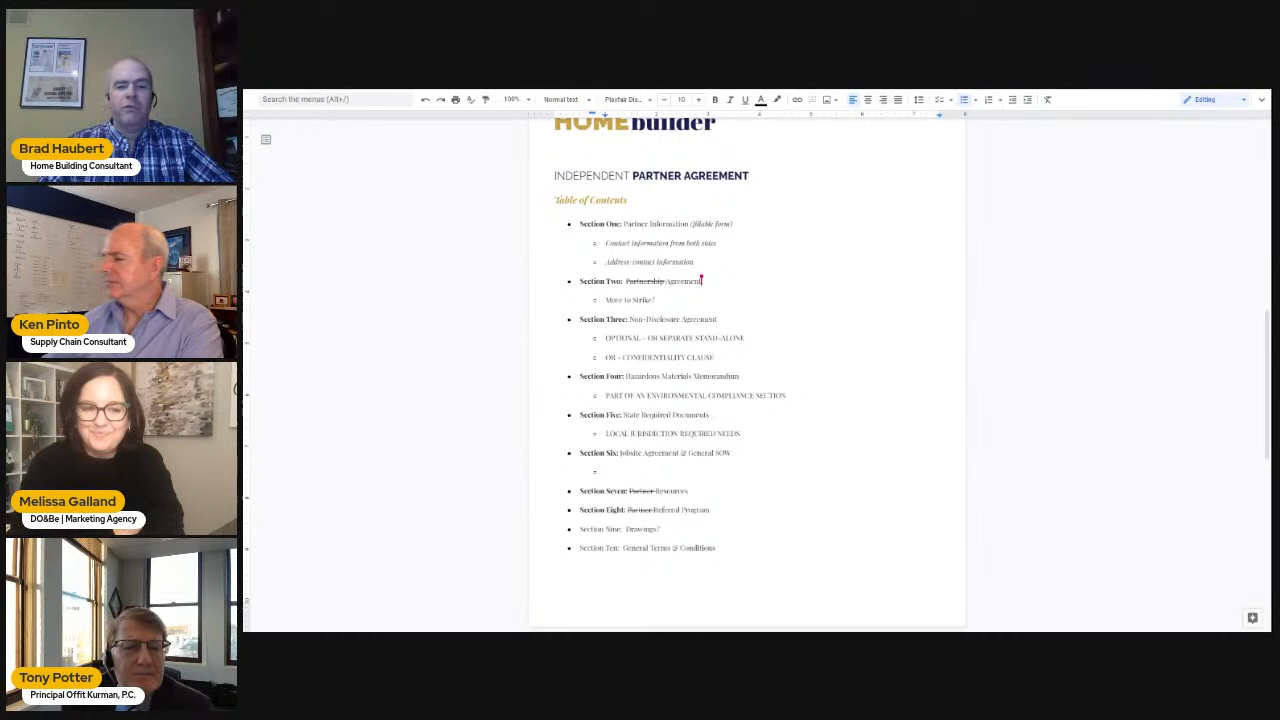 Brad Haubert
Home Building Consultant
Ken Pinto
Supply Chain Consultant
Melissa Galland
DO&Be | Marketing Agency
Tony Potter
Principal Offit Kurman, P.C.
Search the menus (Alt+/)
100%
Normal text
Playfair Dis...
10
B I U A
Editing
HOMEbuilder
INDEPENDENT PARTNER AGREEMENT
Table of Contents
Section One: Partner Information (fillable form)
Contact information from both sides
Address/contact information
Section Two: Partnership Agreement
Move to Strike?
Section Three: Non-Disclosure Agreement
OPTIONAL - OR SEPARATE STAND-ALONE
OR - CONFIDENTIALITY CLAUSE
Section Four: Hazardous Materials Memorandum
PART OF AN ENVIRONMENTAL COMPLIANCE SECTION
Section Five: State Required Documents
LOCAL JURISDICTION REQUIRED NEEDS
Section Six: Jobsite Agreement & General SOW
Section Seven: Partner Resources
Section Eight: Partner Referral Program
Section Nine: Drawings?
Section Ten: General Terms & Conditions